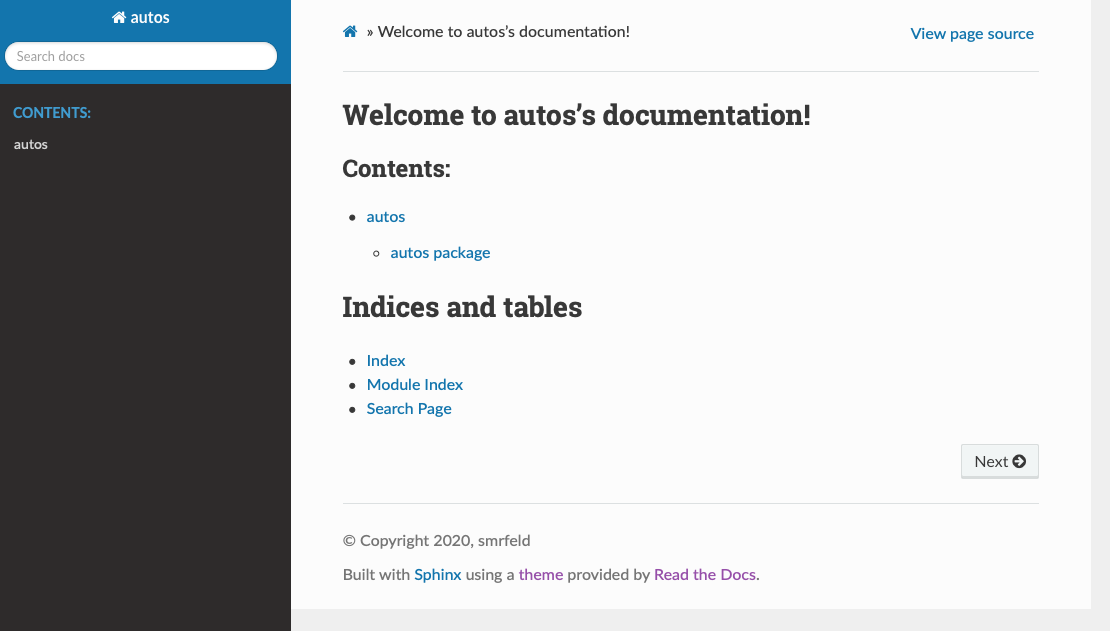 autos
Search docs
CONTENTS:
autos
» Welcome to autos’s documentation!
View page source
Welcome to autos’s documentation!
Contents:
autos
autos package
Indices and tables
Index
Module Index
Search Page
Next
© Copyright 2020, smrfeld
Built with Sphinx using a theme provided by Read the Docs.